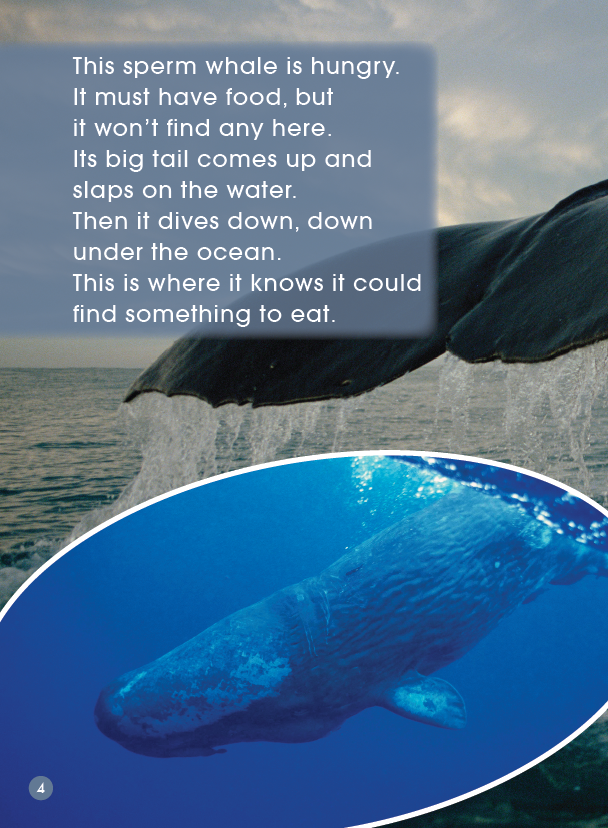 This sperm whale is hungry.
It must have food, but
it won’t find any here.
Its big tail comes up and
slaps on the water.
Then it dives down, down
under the ocean.
This is where it knows it could
find something to eat.
4